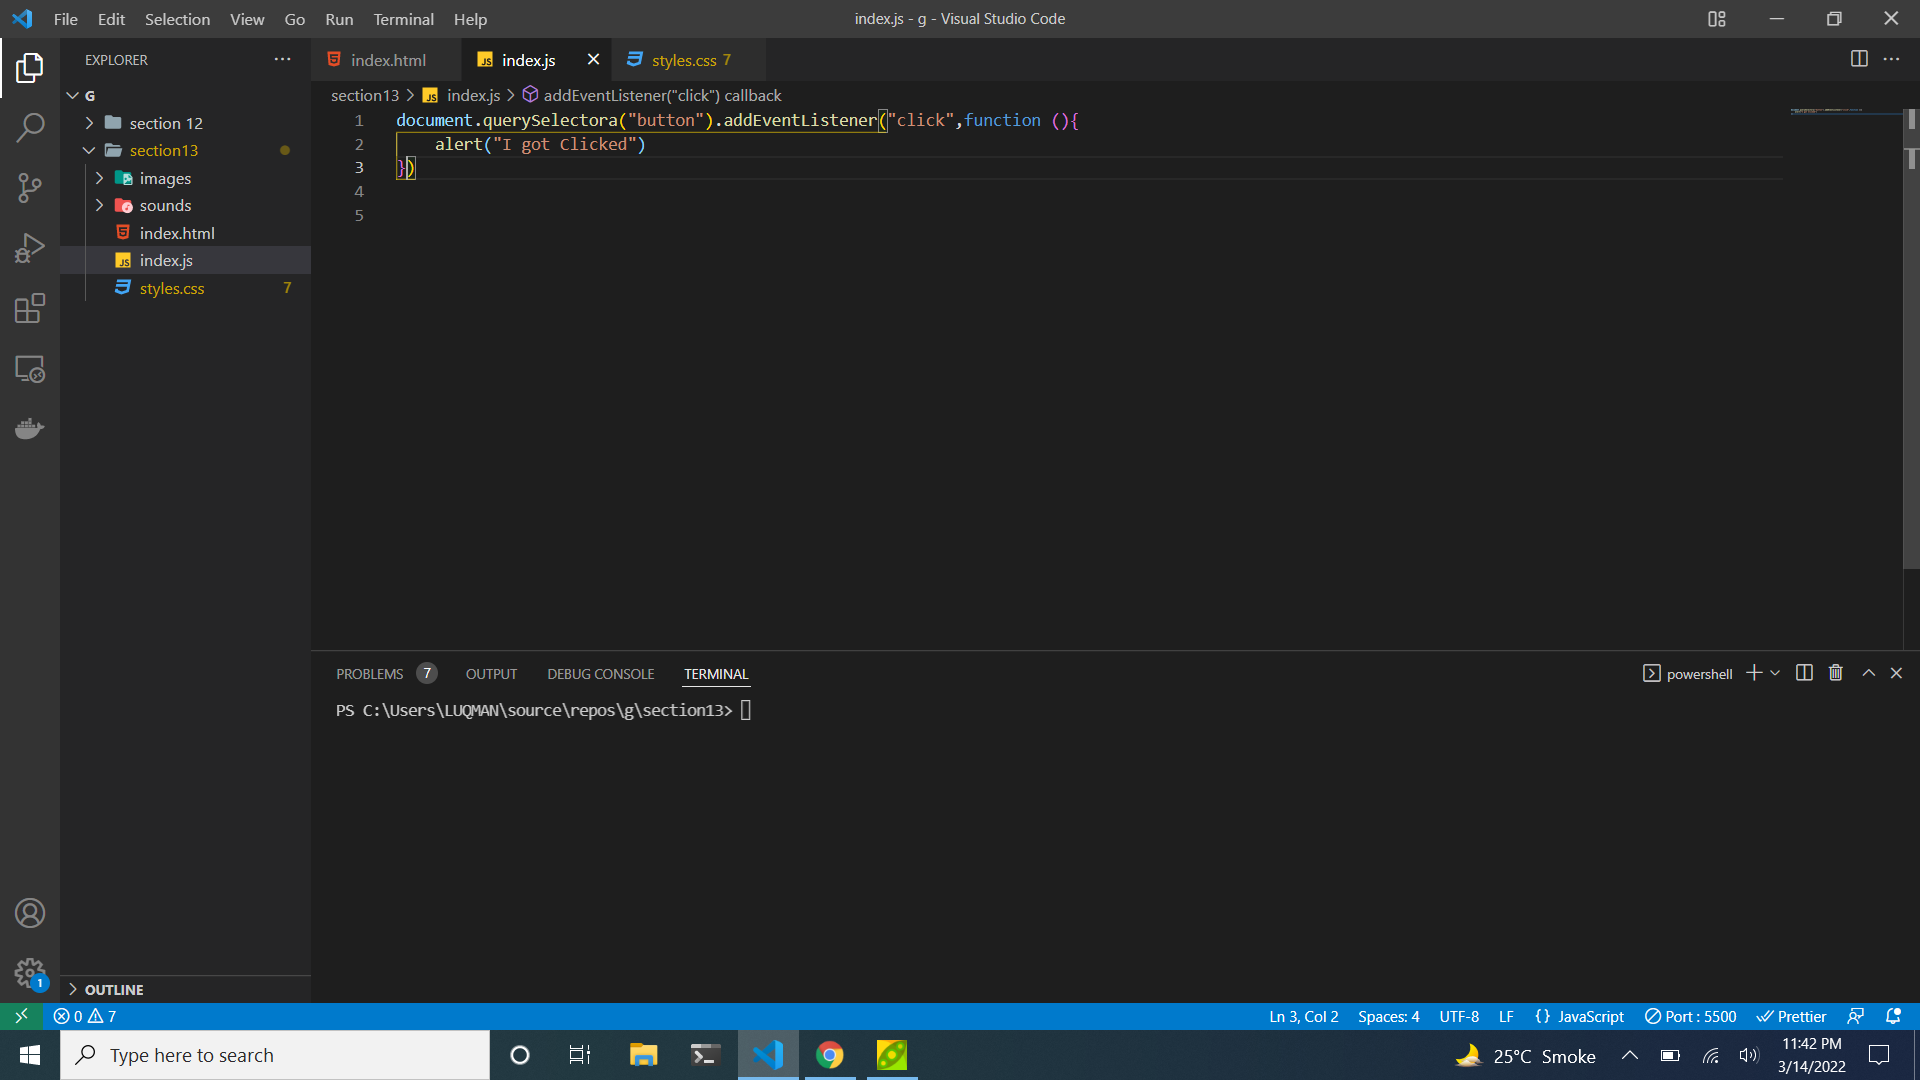 File Edit Selection View Go Run Terminal Help
index.js - g - Visual Studio Code
EXPLORER
G
section 12
section13
images
sounds
index.html
index.js
styles.css 7
OUTLINE
index.html
index.js
styles.css 7
section13 > index.js > addEventListener("click") callback
1 document.querySelectora("button").addEventListener("click",function (){
2 alert("I got Clicked")
3 })
4
5
PROBLEMS 7 OUTPUT DEBUG CONSOLE TERMINAL
powershell
PS C:\Users\LUQMAN\source\repos\g\section13>
1
0 7
Ln 3, Col 2 Spaces: 4 UTF-8 LF {} JavaScript Port : 5500 Prettier
Type here to search
25°C Smoke
11:42 PM
3/14/2022